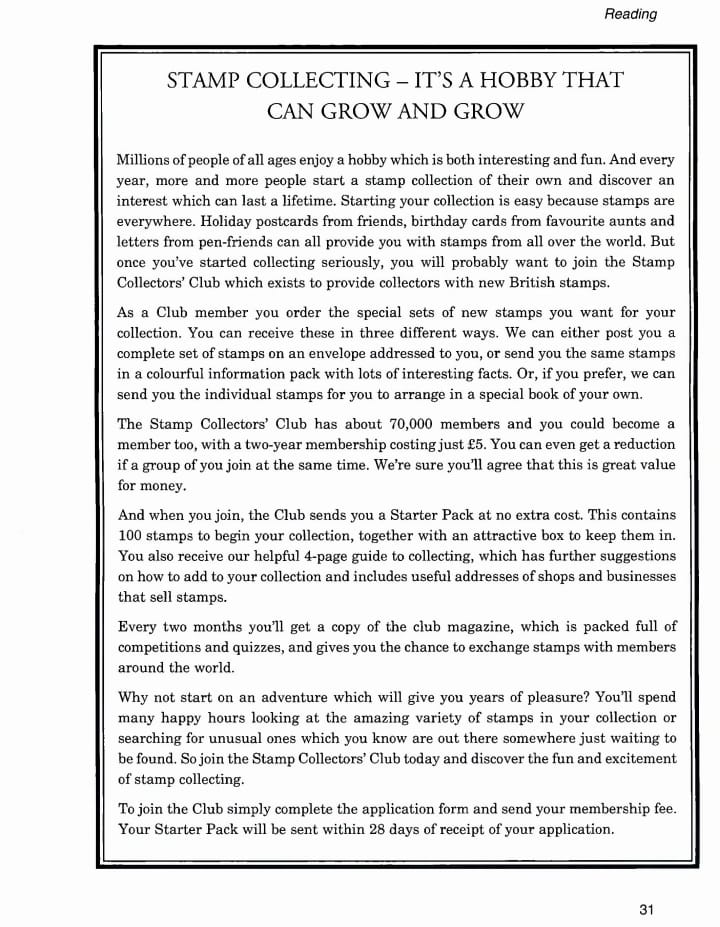 Reading
STAMP COLLECTING – IT'S A HOBBY THAT
CAN GROW AND GROW
Millions of people of all ages enjoy a hobby which is both interesting and fun. And every
year, more and more people start a stamp collection of their own and discover an
interest which can last a lifetime. Starting your collection is easy because stamps are
everywhere. Holiday postcards from friends, birthday cards from favourite aunts and
letters from pen-friends can all provide you with stamps from all over the world. But
once you've started collecting seriously, you will probably want to join the Stamp
Collectors' Club which exists to provide collectors with new British stamps.
As a Club member you order the special sets of new stamps you want for your
collection. You can receive these in three different ways. We can either post you a
complete set of stamps on an envelope addressed to you, or send you the same stamps
in a colourful information pack with lots of interesting facts. Or, if you prefer, we can
send you the individual stamps for you to arrange in a special book of your own.
The Stamp Collectors' Club has about 70,000 members and you could become a
member too, with a two-year membership costing just £5. You can even get a reduction
if a group of you join at the same time. We're sure you'll agree that this is great value
for money.
And when you join, the Club sends you a Starter Pack at no extra cost. This contains
100 stamps to begin your collection, together with an attractive box to keep them in.
You also receive our helpful 4-page guide to collecting, which has further suggestions
on how to add to your collection and includes useful addresses of shops and businesses
that sell stamps.
Every two months you'll get a copy of the club magazine, which is packed full of
competitions and quizzes, and gives you the chance to exchange stamps with members
around the world.
Why not start on an adventure which will give you years of pleasure? You'll spend
many happy hours looking at the amazing variety of stamps in your collection or
searching for unusual ones which you know are out there somewhere just waiting to
be found. So join the Stamp Collectors' Club today and discover the fun and excitement
of stamp collecting.
To join the Club simply complete the application form and send your membership fee.
Your Starter Pack will be sent within 28 days of receipt of your application.
31